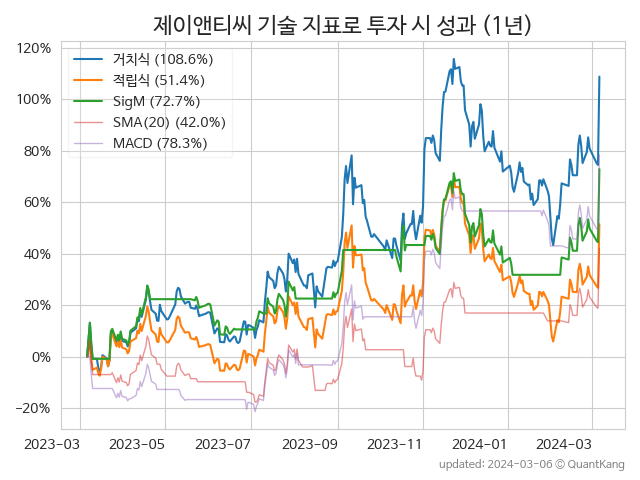 제이앤티씨 기술 지표로 투자 시 성과 (1년)
120%
100%
80%
60%
40%
20%
0%
−20%
거치식 (108.6%)
적립식 (51.4%)
SigM (72.7%)
SMA(20) (42.0%)
MACD (78.3%)
2023−03
2023−05
2023−07
2023−09
2023−11
2024−01
2024−03
updated: 2024-03-06 ⓒ QuantKang